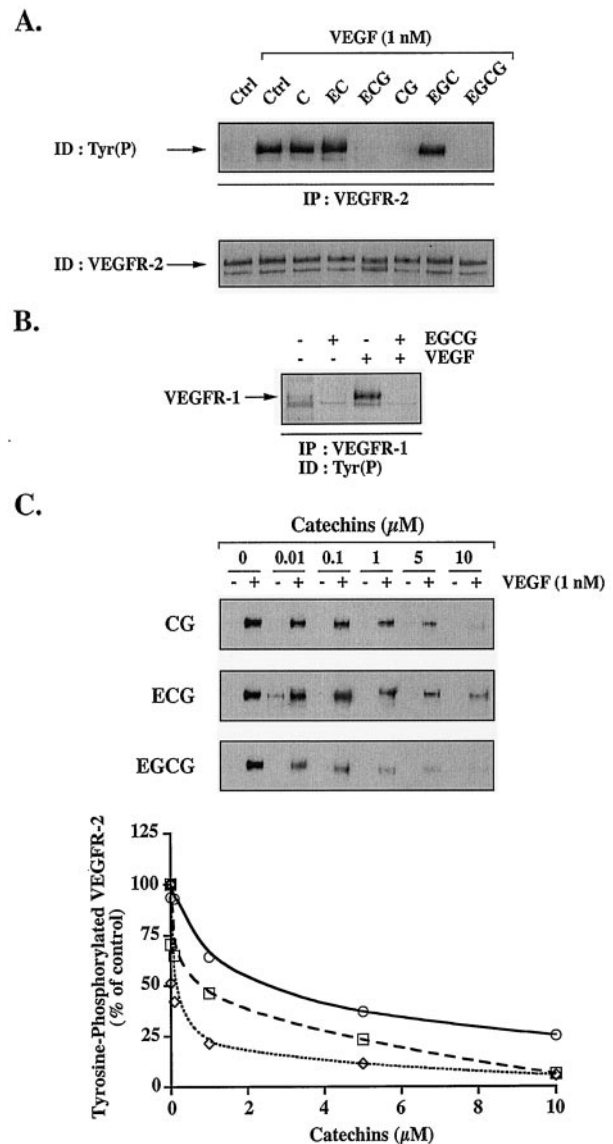 A.
VEGF (1 nM)
Ctrl Ctrl C EC ECG CG EGC EGCG
ID : Tyr(P)
IP : VEGFR-2
ID : VEGFR-2
B.
- + - + EGCG
- - + + VEGF
VEGFR-1
IP : VEGFR-1
ID : Tyr(P)
C.
Catechins (µM)
0 0.01 0.1 1 5 10
- + - + - + - + - + - + VEGF (1 nM)
CG
ECG
EGCG
Tyrosine-Phosphorylated VEGFR-2
(% of control)
125
100
75
50
25
0
0 2 4 6 8 10
Catechins (µM)